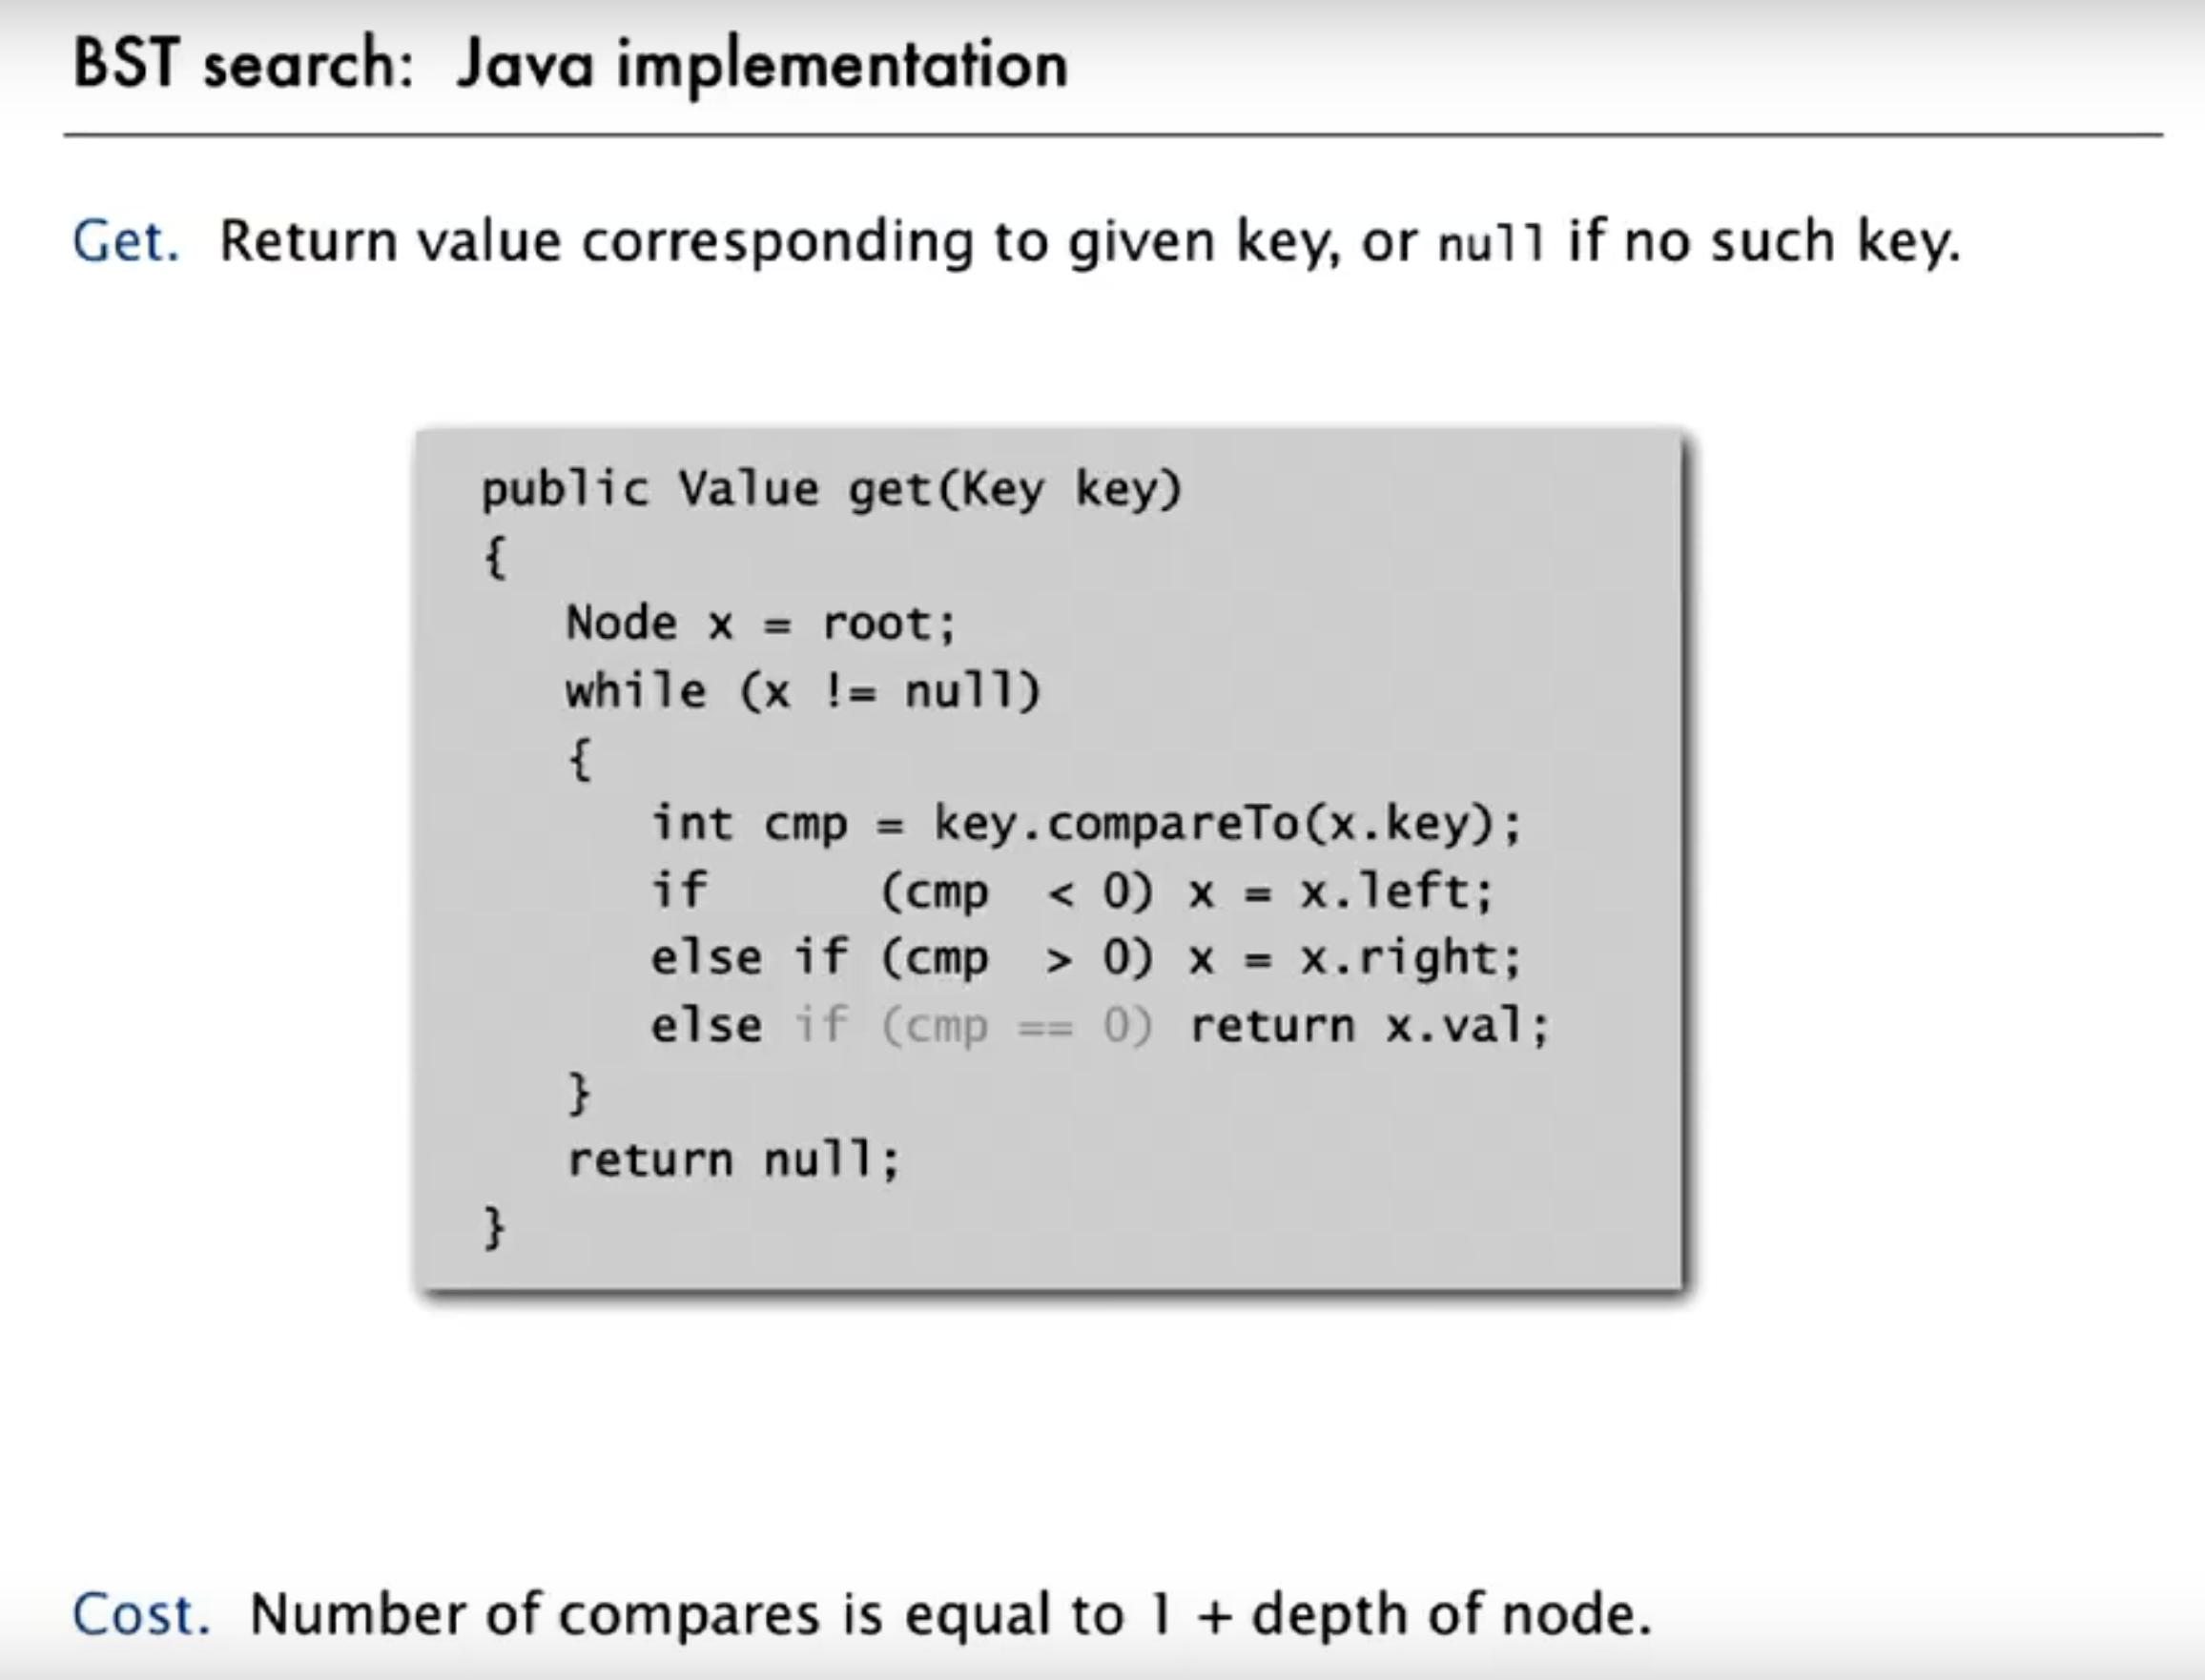 BST search: Java implementation
Get. Return value corresponding to given key, or null if no such key.
public Value get(Key key)
{
Node x = root;
while (x != null)
{
int cmp = key.compareTo(x.key);
if (cmp < 0) x = x.left;
else if (cmp > 0) x = x.right;
else if (cmp == 0) return x.val;
}
return null;
}
Cost. Number of compares is equal to 1 + depth of node.